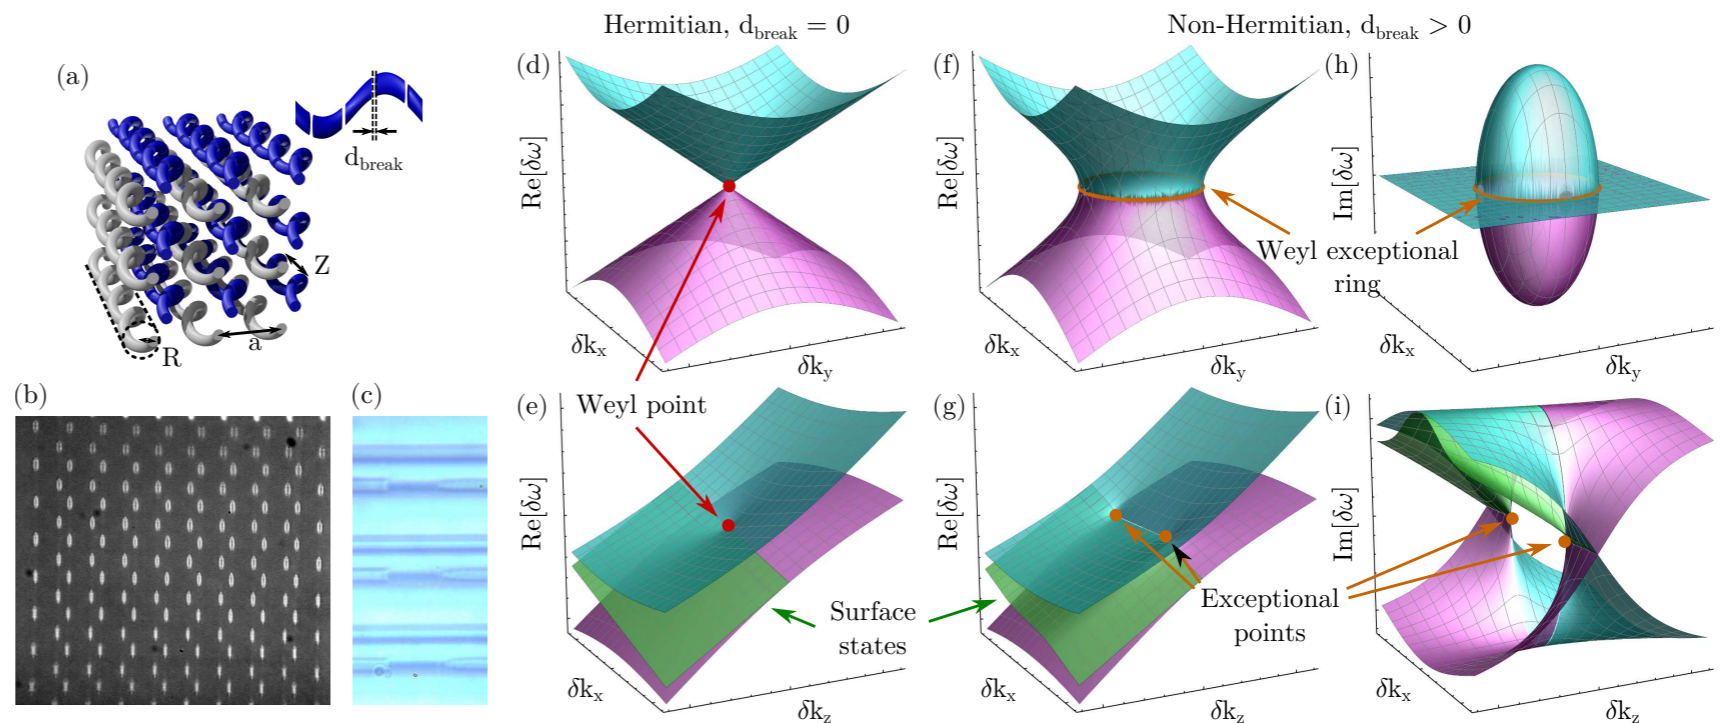 Hermitian, d_break = 0
Non-Hermitian, d_break > 0
(a)
d_break
Z
R
a
(b)
(c)
(d)
Re[δω]
δk_x
δk_y
(f)
Re[δω]
δk_x
δk_y
(h)
Im[δω]
δk_x
δk_y
Weyl exceptional
ring
Weyl point
(e)
Re[δω]
δk_x
δk_z
(g)
Re[δω]
δk_x
δk_z
(i)
Im[δω]
δk_x
δk_z
Surface
states
Exceptional
points